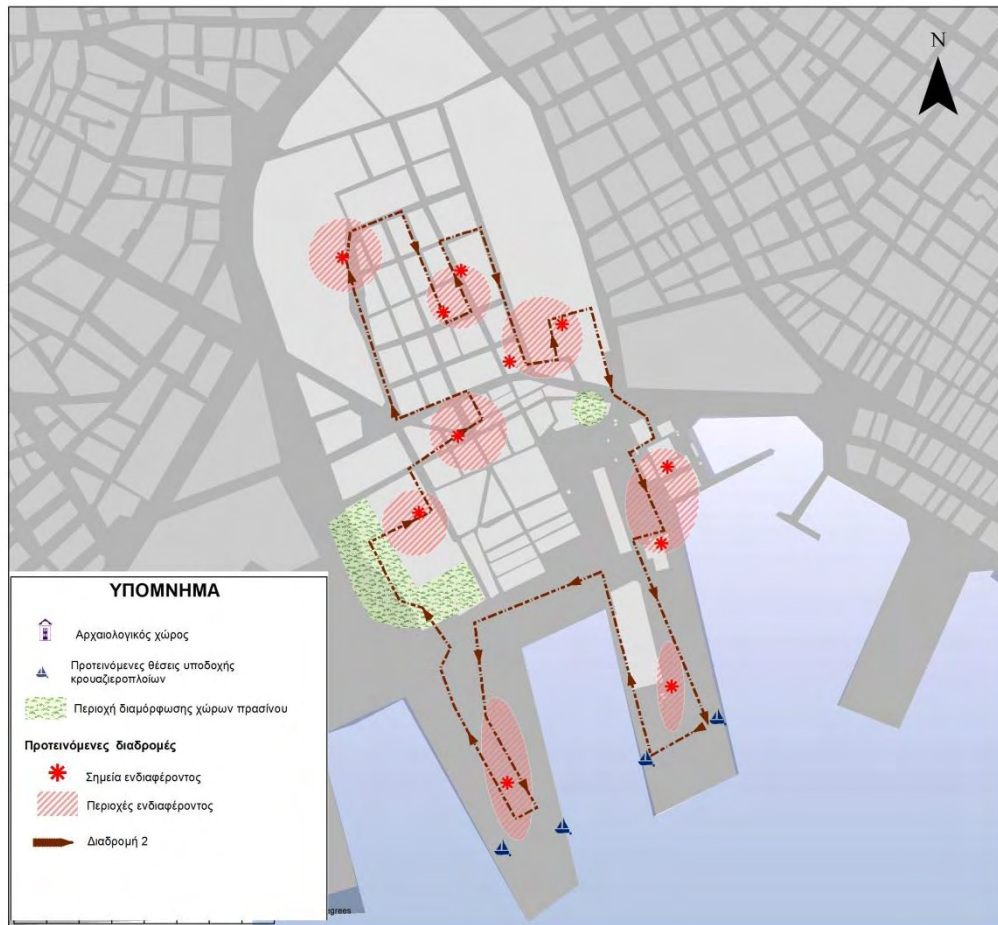 N
ΥΠΟΜΝΗΜΑ
Αρχαιολογικός χώρος
Προτεινόμενες θέσεις υποδοχής
κρουαζιεροπλοίων
Περιοχή διαμόρφωσης χώρων πρασίνου
Προτεινόμενες διαδρομές
Σημεία ενδιαφέροντος
Περιοχές ενδιαφέροντος
Διαδρομή 2